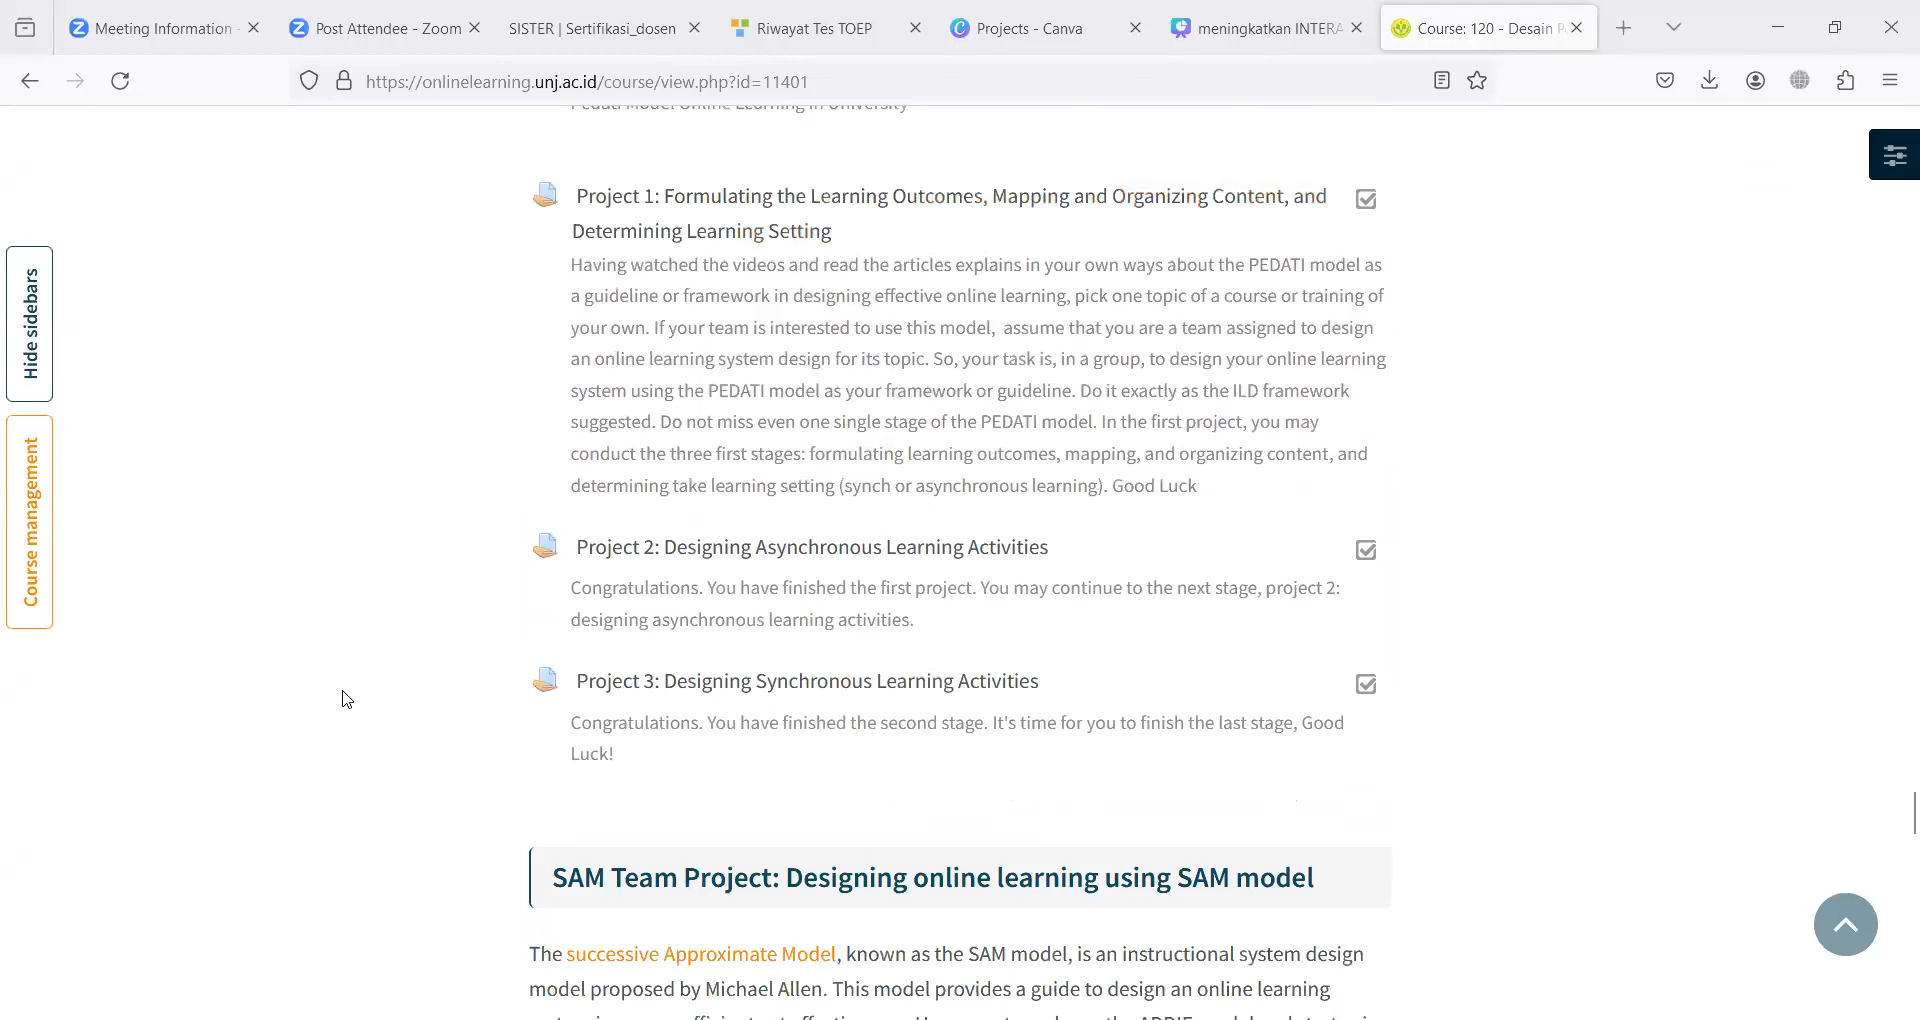 Meeting Information
Post Attendee - Zoom
SISTER | Sertifikasi_dosen
Riwayat Tes TOEP
Projects - Canva
meningkatkan INTERA
Course: 120 - Desain P
https://onlinelearning.unj.ac.id/course/view.php?id=11401
Pedati Model Online Learning in University
Project 1: Formulating the Learning Outcomes, Mapping and Organizing Content, and
Determining Learning Setting
Having watched the videos and read the articles explains in your own ways about the PEDATI model as
a guideline or framework in designing effective online learning, pick one topic of a course or training of
your own. If your team is interested to use this model, assume that you are a team assigned to design
an online learning system design for its topic. So, your task is, in a group, to design your online learning
system using the PEDATI model as your framework or guideline. Do it exactly as the ILD framework
suggested. Do not miss even one single stage of the PEDATI model. In the first project, you may
conduct the three first stages: formulating learning outcomes, mapping, and organizing content, and
determining take learning setting (synch or asynchronous learning). Good Luck
Project 2: Designing Asynchronous Learning Activities
Congratulations. You have finished the first project. You may continue to the next stage, project 2:
designing asynchronous learning activities.
Project 3: Designing Synchronous Learning Activities
Congratulations. You have finished the second stage. It's time for you to finish the last stage, Good
Luck!
SAM Team Project: Designing online learning using SAM model
The successive Approximate Model, known as the SAM model, is an instructional system design
model proposed by Michael Allen. This model provides a guide to design an online learning
Hide sidebars
Course management